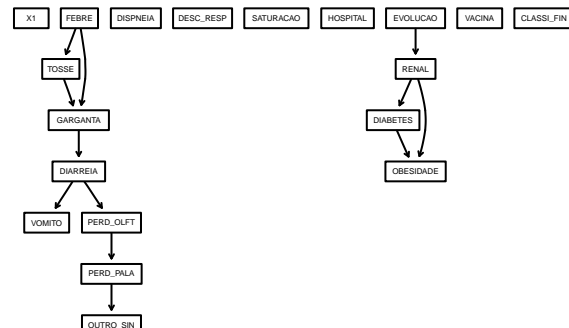 X1 FEBRE DISPNEIA DESC_RESP SATURACAO HOSPITAL EVOLUCAO VACINA CLASSI_FIN
TOSSE RENAL
GARGANTA DIABETES
DIARREIA OBESIDADE
VOMITO PERD_OLFT
PERD_PALA
OUTRO_SIN